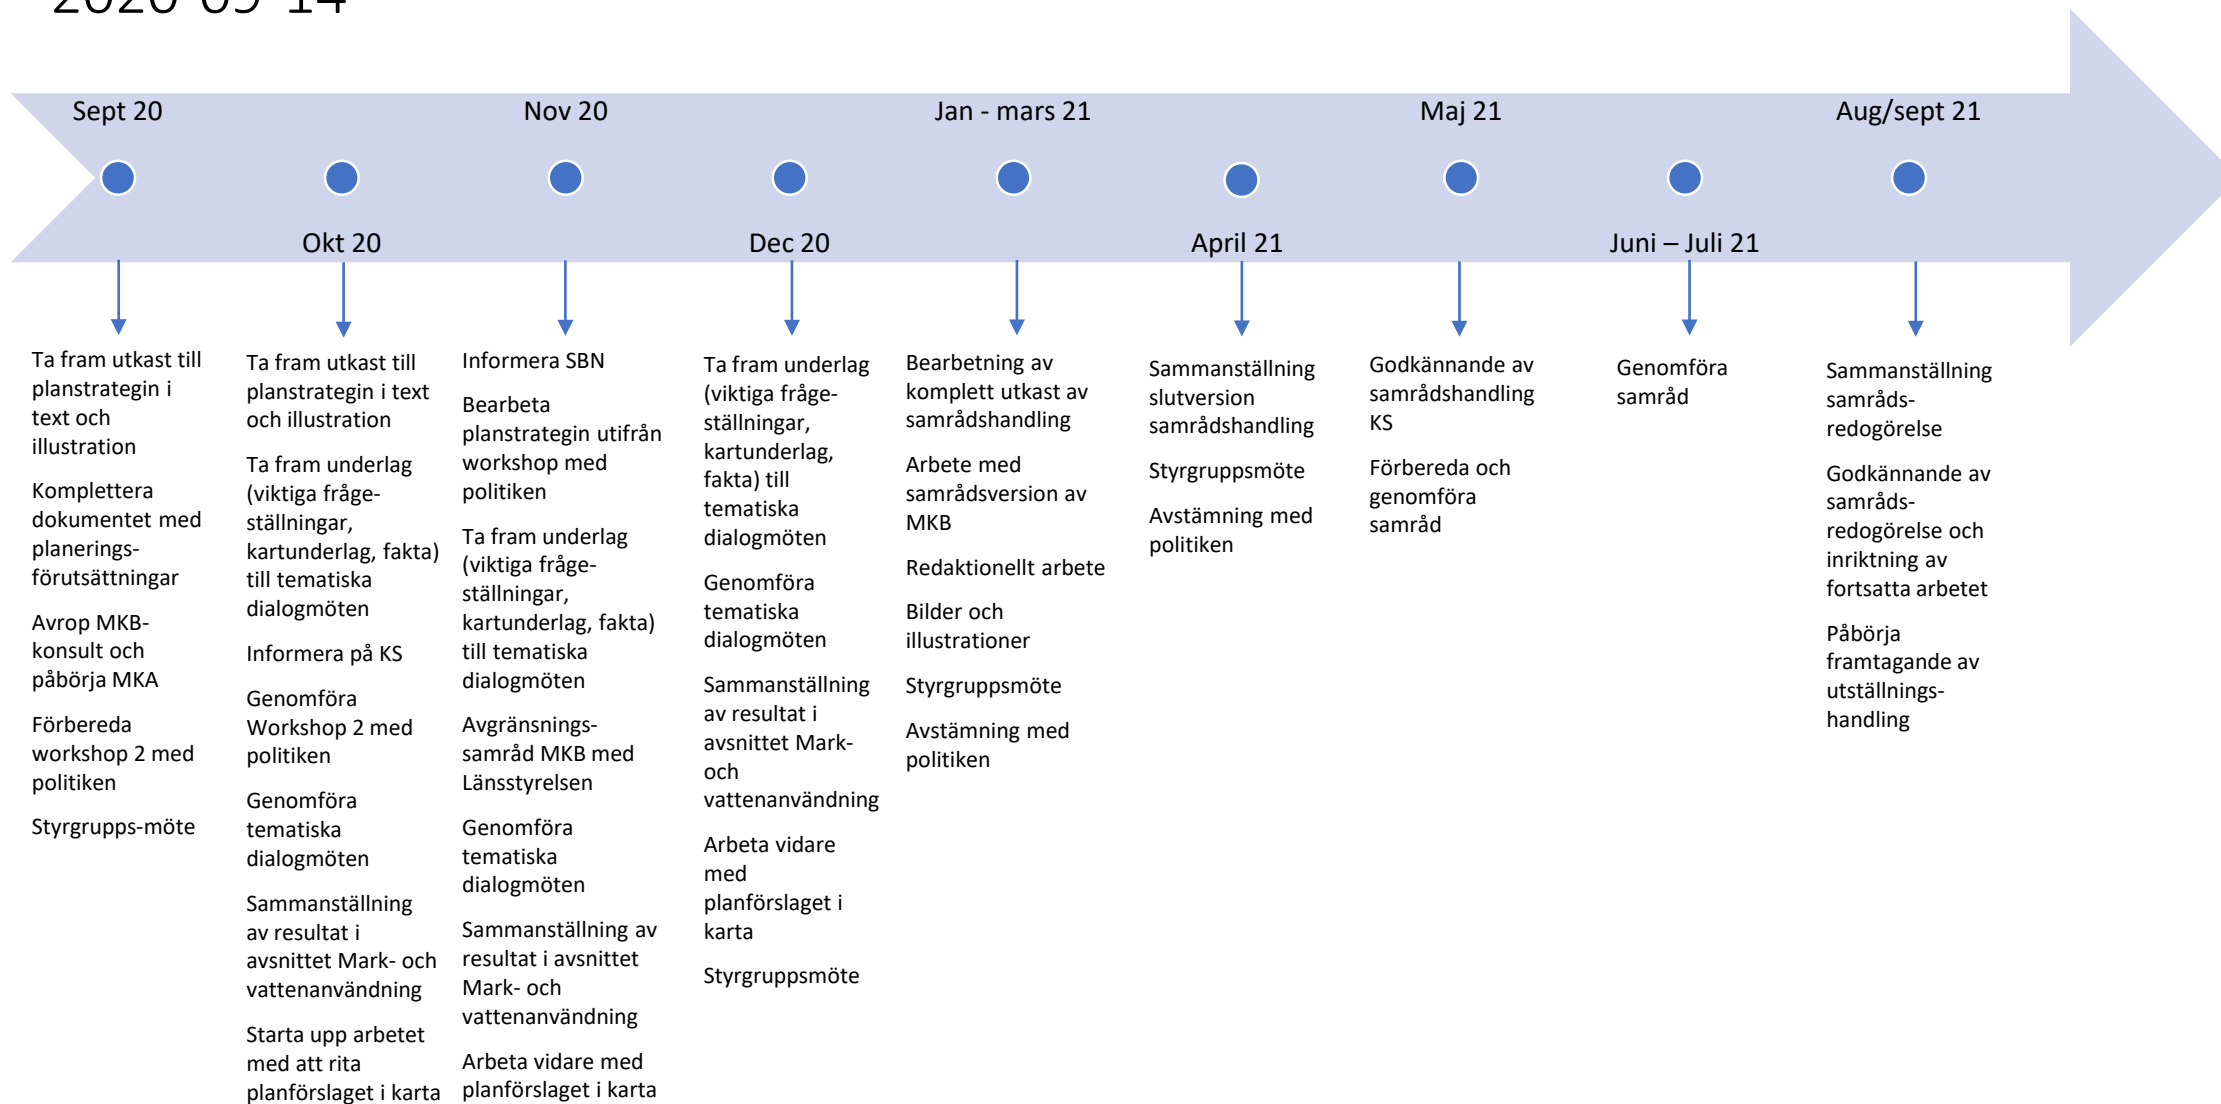 2020-09-14
Sept 20
Nov 20
Jan - mars 21
Maj 21
Aug/sept 21
Okt 20
Dec 20
April 21
Juni – Juli 21
Ta fram utkast till
planstrategin i
text och
illustration
Komplettera
dokumentet med
planerings-
förutsättningar
Avrop MKB-
konsult och
påbörja MKA
Förbereda
workshop 2 med
politiken
Styrgrupps-möte
Ta fram utkast till
planstrategin i text
och illustration
Ta fram underlag
(viktiga fråge-
ställningar,
kartunderlag, fakta)
till tematiska
dialogmöten
Informera på KS
Genomföra
Workshop 2 med
politiken
Genomföra
tematiska
dialogmöten
Sammanställning
av resultat i
avsnittet Mark- och
vattenanvändning
Starta upp arbetet
med att rita
planförslaget i karta
Informera SBN
Bearbeta
planstrategin utifrån
workshop med
politiken
Ta fram underlag
(viktiga fråge-
ställningar,
kartunderlag, fakta)
till tematiska
dialogmöten
Avgränsnings-
samråd MKB med
Länsstyrelsen
Genomföra
tematiska
dialogmöten
Sammanställning av
resultat i avsnittet
Mark- och
vattenanvändning
Arbeta vidare med
planförslaget i karta
Ta fram underlag
(viktiga fråge-
ställningar,
kartunderlag,
fakta) till
tematiska
dialogmöten
Genomföra
tematiska
dialogmöten
Sammanställning
av resultat i
avsnittet Mark-
och
vattenanvändning
Arbeta vidare
med
planförslaget i
karta
Styrgruppsmöte
Bearbetning av
komplett utkast av
samrådshandling
Arbete med
samrådsversion av
MKB
Redaktionellt arbete
Bilder och
illustrationer
Styrgruppsmöte
Avstämning med
politiken
Sammanställning
slutversion
samrådshandling
Styrgruppsmöte
Avstämning med
politiken
Godkännande av
samrådshandling
KS
Förbereda och
genomföra
samråd
Genomföra
samråd
Sammanställning
samråds-
redogörelse
Godkännande av
samråds-
redogörelse och
inriktning av
fortsatta arbetet
Påbörja
framtagande av
utställnings-
handling